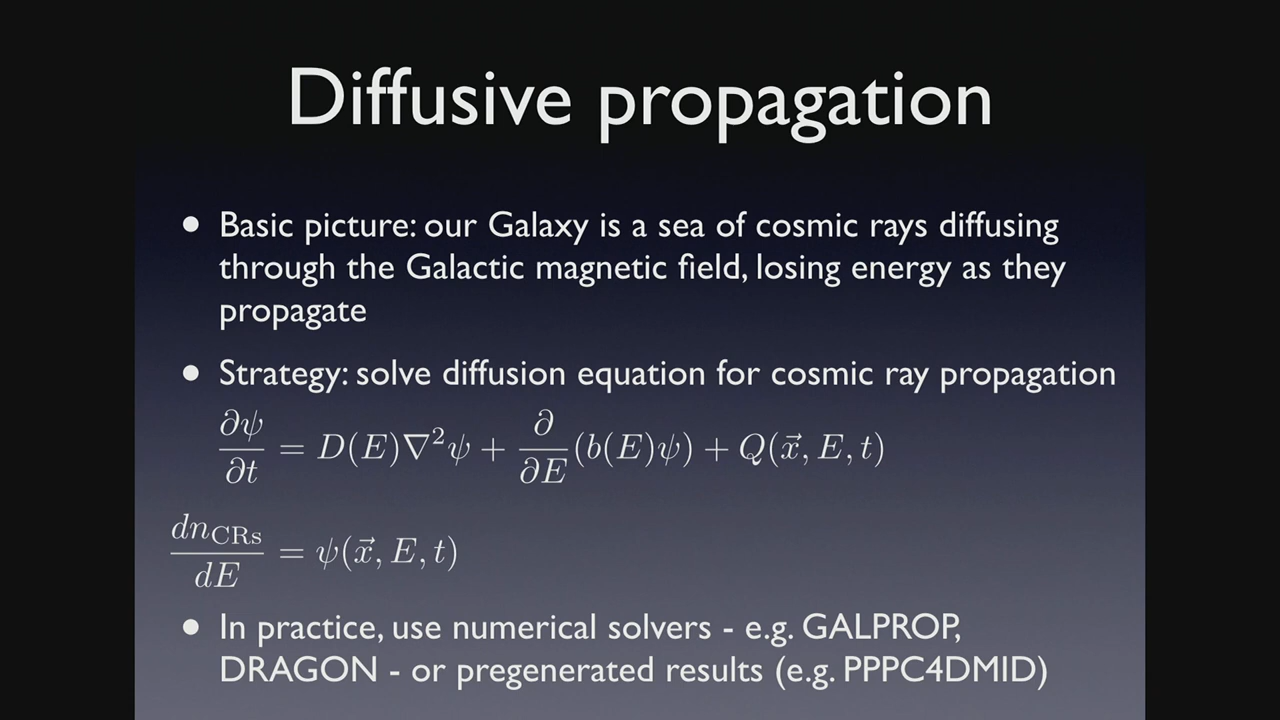 Diffusive propagation
• Basic picture: our Galaxy is a sea of cosmic rays diffusing
through the Galactic magnetic field, losing energy as they
propagate
• Strategy: solve diffusion equation for cosmic ray propagation
∂ψ/∂t = D(E)∇²ψ + ∂/∂E (b(E)ψ) + Q(x⃗, E, t)
dn_CRs/dE = ψ(x⃗, E, t)
• In practice, use numerical solvers - e.g. GALPROP,
DRAGON - or pregenerated results (e.g. PPPC4DMID)